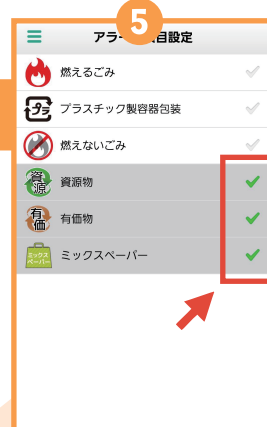 5
アラー 目設定
燃えるごみ
プラ
プラスチック製容器包装
燃えないごみ
資源
資源物
有価
有価物
ミックス
ペーパー
ミックスペーパー